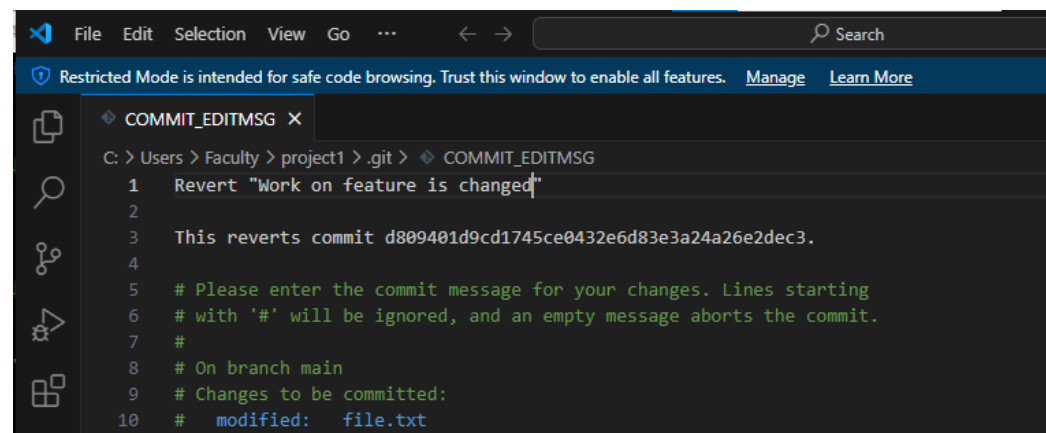 File Edit Selection View Go ··· ← → Search
Restricted Mode is intended for safe code browsing. Trust this window to enable all features. Manage Learn More
COMMIT_EDITMSG ×
C: > Users > Faculty > project1 > .git > COMMIT_EDITMSG
1 Revert "Work on feature is changed"
2
3 This reverts commit d809401d9cd1745ce0432e6d83e3a24a26e2dec3.
4
5 # Please enter the commit message for your changes. Lines starting
6 # with '#' will be ignored, and an empty message aborts the commit.
7 #
8 # On branch main
9 # Changes to be committed:
10 #   modified:   file.txt